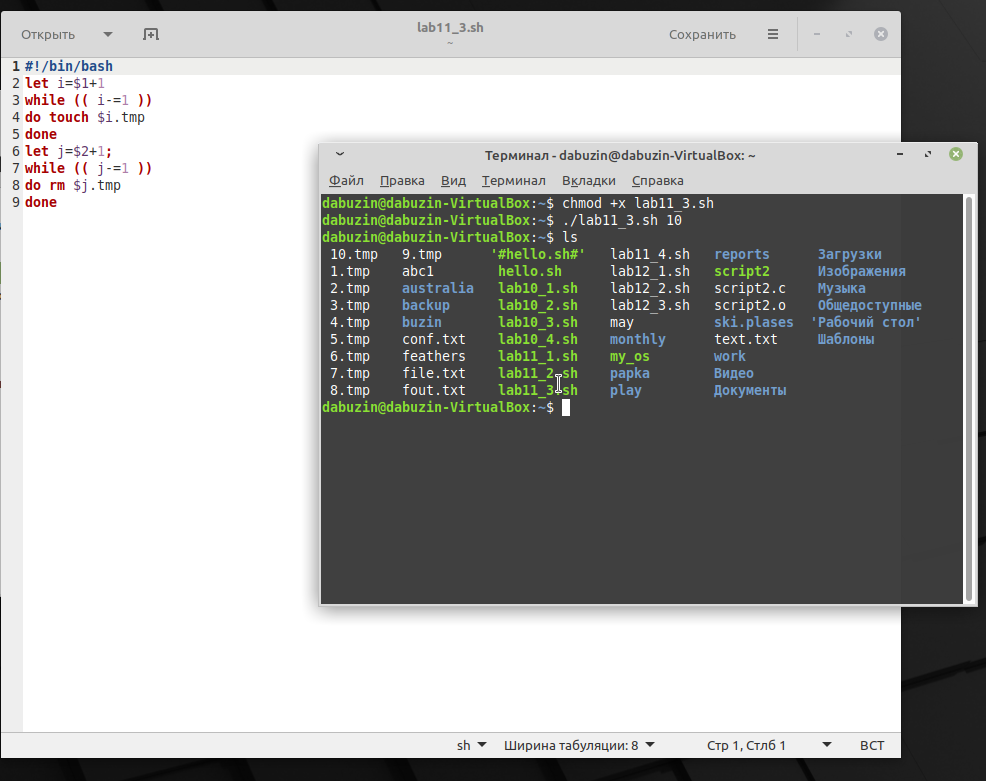 Открыть
lab11_3.sh
~
Сохранить
1 #!/bin/bash
2 let i=$1+1
3 while (( i-=1 ))
4 do touch $i.tmp
5 done
6 let j=$2+1;
7 while (( j-=1 ))
8 do rm $j.tmp
9 done
Терминал - dabuzin@dabuzin-VirtualBox: ~
Файл Правка Вид Терминал Вкладки Справка
dabuzin@dabuzin-VirtualBox:~$ chmod +x lab11_3.sh
dabuzin@dabuzin-VirtualBox:~$ ./lab11_3.sh 10
dabuzin@dabuzin-VirtualBox:~$ ls
10.tmp 9.tmp '#hello.sh#' lab11_4.sh reports Загрузки
1.tmp abc1 hello.sh lab12_1.sh script2 Изображения
2.tmp australia lab10_1.sh lab12_2.sh script2.c Музыка
3.tmp backup lab10_2.sh lab12_3.sh script2.o Общедоступные
4.tmp buzin lab10_3.sh may ski.plases 'Рабочий стол'
5.tmp conf.txt lab10_4.sh monthly text.txt Шаблоны
6.tmp feathers lab11_1.sh my_os work
7.tmp file.txt lab11_2.sh papka Видео
8.tmp fout.txt lab11_3.sh play Документы
dabuzin@dabuzin-VirtualBox:~$
sh Ширина табуляции: 8 Стр 1, Стлб 1 ВСТ